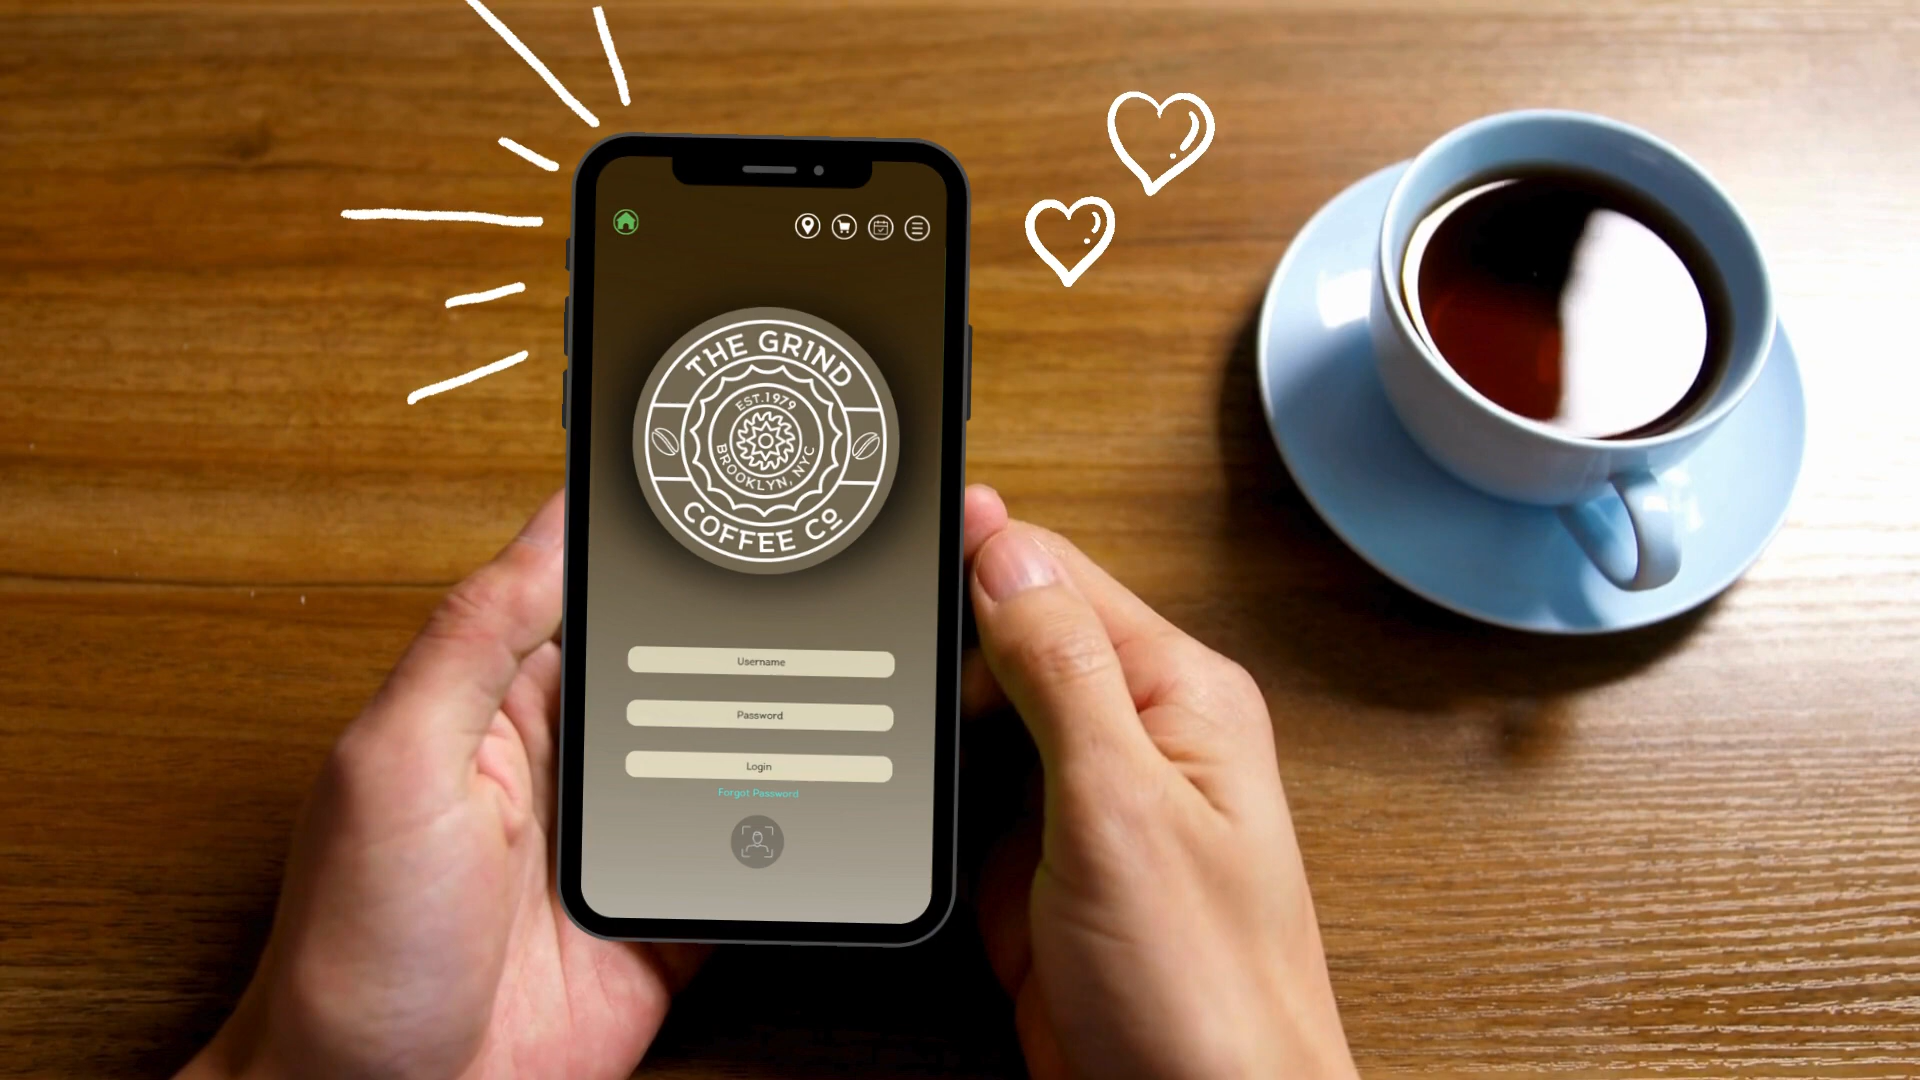 THE GRIND
EST.1979
BROOKLYN, NYC
COFFEE Cº
Username
Password
Login
Forgot Password